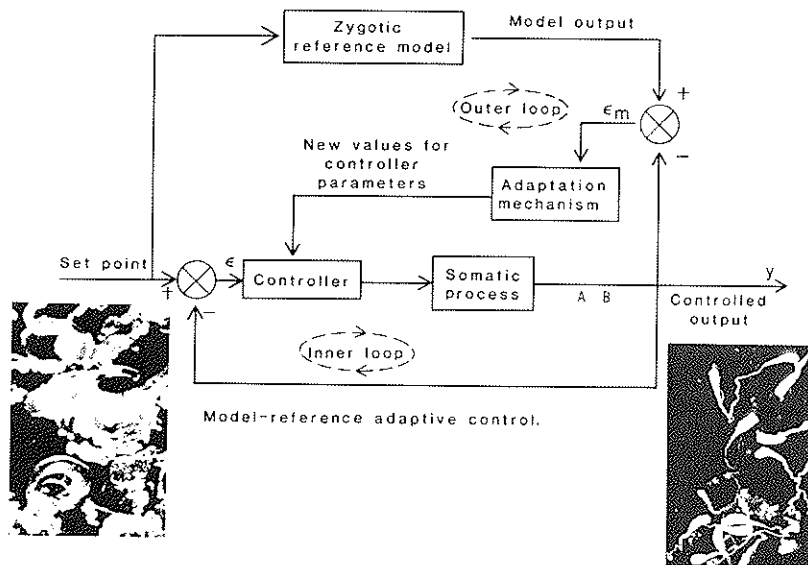 Zygotic
reference model
Model output
+
Outer loop
ϵm
−
New values for
controller
parameters
Adaptation
mechanism
Set point
+
ϵ
−
Controller
Somatic
process
A B
y
Controlled
output
Inner loop
Model-reference adaptive control.